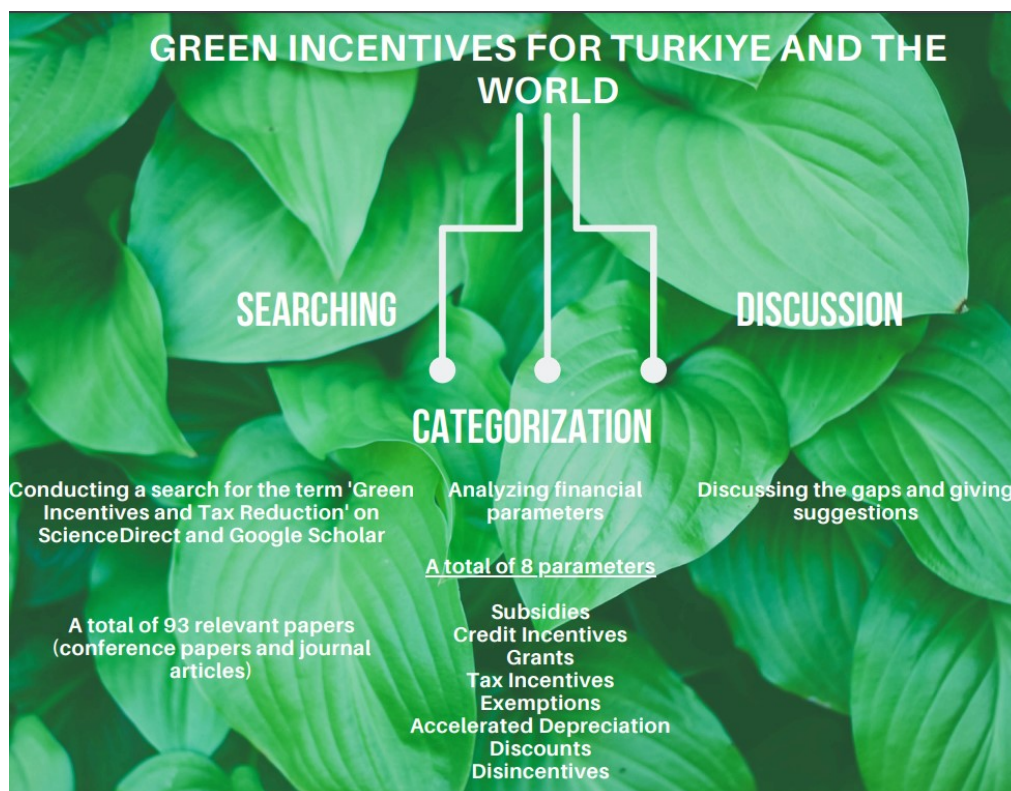 GREEN INCENTIVES FOR TURKIYE AND THE
WORLD
SEARCHING
DISCUSSION
CATEGORIZATION
Conducting a search for the term 'Green
Incentives and Tax Reduction' on
ScienceDirect and Google Scholar
A total of 93 relevant papers
(conference papers and journal
articles)
Analyzing financial
parameters
A total of 8 parameters
Subsidies
Credit Incentives
Grants
Tax Incentives
Exemptions
Accelerated Depreciation
Discounts
Disincentives
Discussing the gaps and giving
suggestions